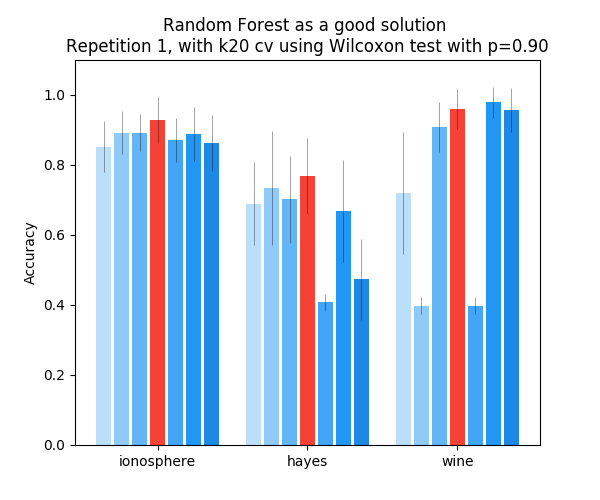 Random Forest as a good solution
Repetition 1, with k20 cv using Wilcoxon test with p=0.90
1.0
0.8
0.6
0.4
0.2
0.0
Accuracy
ionosphere
hayes
wine